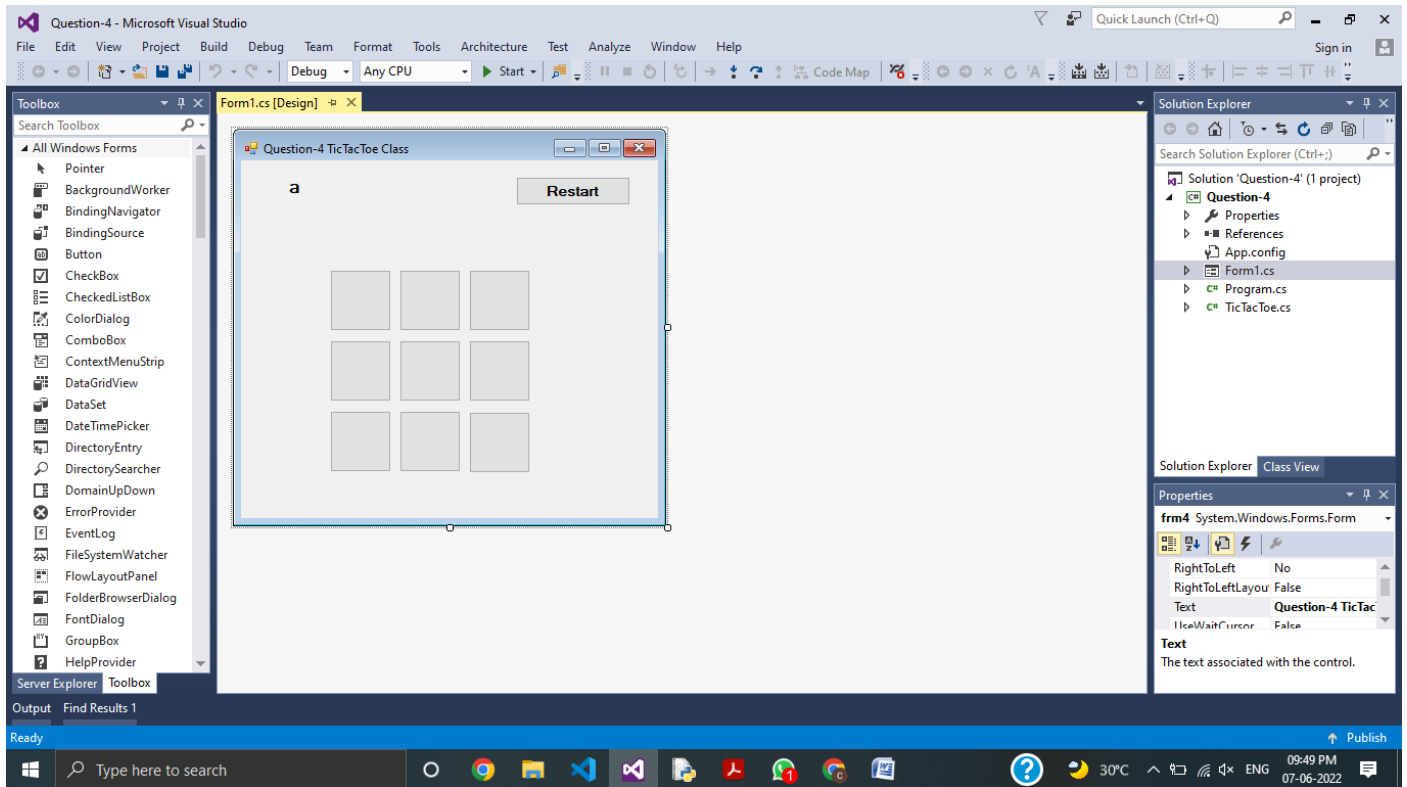 Question-4 - Microsoft Visual Studio
Quick Launch (Ctrl+Q)
File Edit View Project Build Debug Team Format Tools Architecture Test Analyze Window Help
Sign in
Debug Any CPU Start Code Map 'A
Toolbox
Search Toolbox
All Windows Forms
Pointer
BackgroundWorker
BindingNavigator
BindingSource
Button
CheckBox
CheckedListBox
ColorDialog
ComboBox
ContextMenuStrip
DataGridView
DataSet
DateTimePicker
DirectoryEntry
DirectorySearcher
DomainUpDown
ErrorProvider
EventLog
FileSystemWatcher
FlowLayoutPanel
FolderBrowserDialog
FontDialog
GroupBox
HelpProvider
Server Explorer Toolbox
Form1.cs [Design]
Question-4 TicTacToe Class
a
Restart
Solution Explorer
Search Solution Explorer (Ctrl+;)
Solution 'Question-4' (1 project)
C# Question-4
Properties
References
App.config
Form1.cs
C# Program.cs
C# TicTacToe.cs
Solution Explorer Class View
Properties
frm4 System.Windows.Forms.Form
RightToLeft No
RightToLeftLayou False
Text Question-4 TicTac
UseWaitCursor False
Text
The text associated with the control.
Output Find Results 1
Ready
Publish
Type here to search
30°C ENG
09:49 PM
07-06-2022